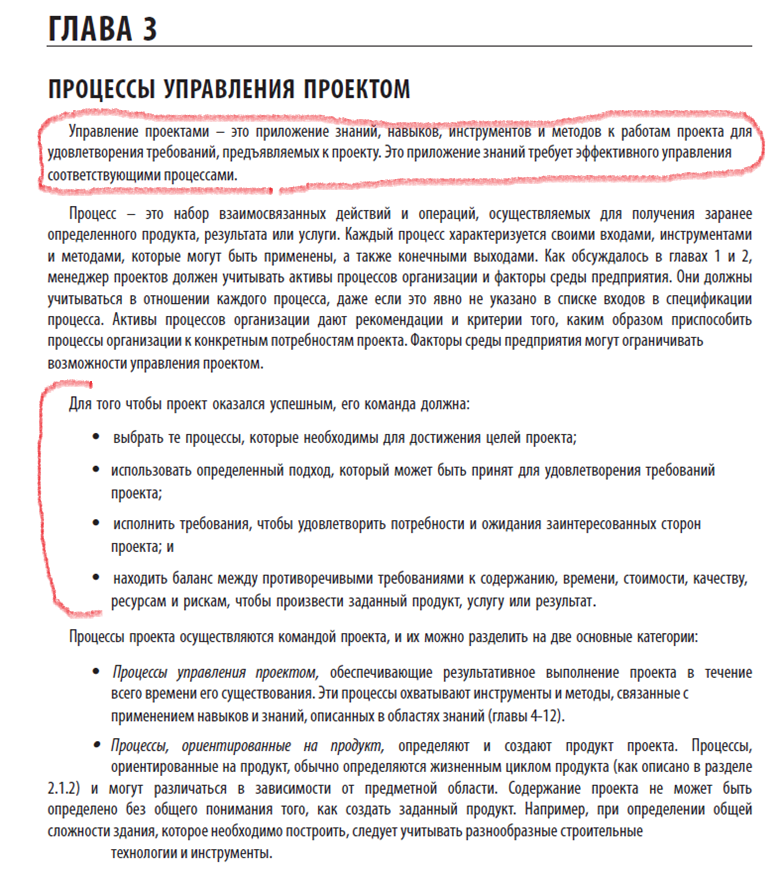 ГЛАВА 3
ПРОЦЕССЫ УПРАВЛЕНИЯ ПРОЕКТОМ
Управление проектами – это приложение знаний, навыков, инструментов и методов к работам проекта для
удовлетворения требований, предъявляемых к проекту. Это приложение знаний требует эффективного управления
соответствующими процессами.
Процесс – это набор взаимосвязанных действий и операций, осуществляемых для получения заранее
определенного продукта, результата или услуги. Каждый процесс характеризуется своими входами, инструментами
и методами, которые могут быть применены, а также конечными выходами. Как обсуждалось в главах 1 и 2,
менеджер проектов должен учитывать активы процессов организации и факторы среды предприятия. Они должны
учитываться в отношении каждого процесса, даже если это явно не указано в списке входов в спецификации
процесса. Активы процессов организации дают рекомендации и критерии того, каким образом приспособить
процессы организации к конкретным потребностям проекта. Факторы среды предприятия могут ограничивать
возможности управления проектом.
Для того чтобы проект оказался успешным, его команда должна:
• выбрать те процессы, которые необходимы для достижения целей проекта;
• использовать определенный подход, который может быть принят для удовлетворения требований
проекта;
• исполнить требования, чтобы удовлетворить потребности и ожидания заинтересованных сторон
проекта; и
• находить баланс между противоречивыми требованиями к содержанию, времени, стоимости, качеству,
ресурсам и рискам, чтобы произвести заданный продукт, услугу или результат.
Процессы проекта осуществляются командой проекта, и их можно разделить на две основные категории:
• Процессы управления проектом, обеспечивающие результативное выполнение проекта в течение
всего времени его существования. Эти процессы охватывают инструменты и методы, связанные с
применением навыков и знаний, описанных в областях знаний (главы 4-12).
• Процессы, ориентированные на продукт, определяют и создают продукт проекта. Процессы,
ориентированные на продукт, обычно определяются жизненным циклом продукта (как описано в разделе
2.1.2) и могут различаться в зависимости от предметной области. Содержание проекта не может быть
определено без общего понимания того, как создать заданный продукт. Например, при определении общей
сложности здания, которое необходимо построить, следует учитывать разнообразные строительные
технологии и инструменты.